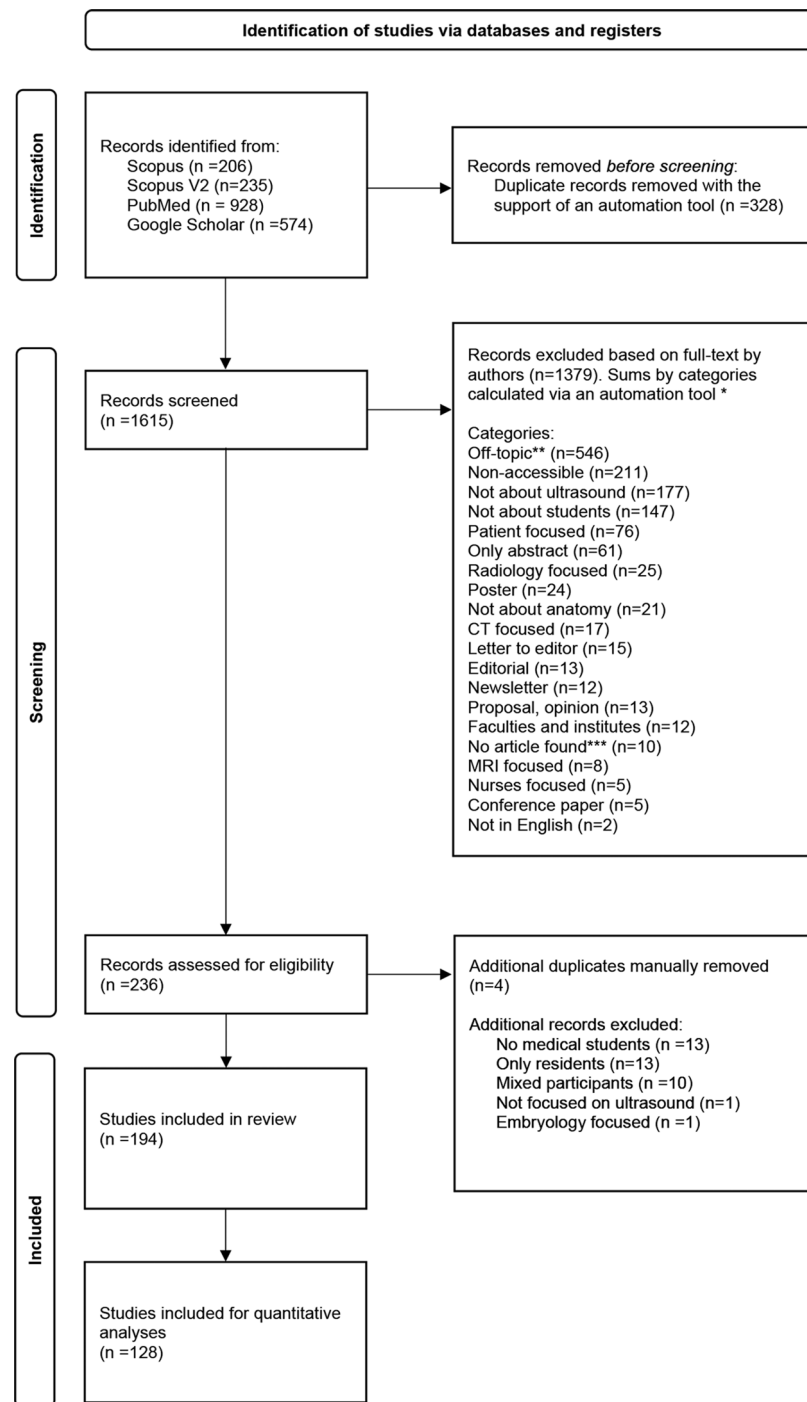 Identification of studies via databases and registers
Identification
Records identified from:
Scopus (n =206)
Scopus V2 (n=235)
PubMed (n = 928)
Google Scholar (n =574)
Records removed before screening:
Duplicate records removed with the
support of an automation tool (n =328)
Screening
Records screened
(n =1615)
Records excluded based on full-text by
authors (n=1379). Sums by categories
calculated via an automation tool *
Categories:
Off-topic** (n=546)
Non-accessible (n=211)
Not about ultrasound (n=177)
Not about students (n=147)
Patient focused (n=76)
Only abstract (n=61)
Radiology focused (n=25)
Poster (n=24)
Not about anatomy (n=21)
CT focused (n=17)
Letter to editor (n=15)
Editorial (n=13)
Newsletter (n=12)
Proposal, opinion (n=13)
Faculties and institutes (n=12)
No article found*** (n=10)
MRI focused (n=8)
Nurses focused (n=5)
Conference paper (n=5)
Not in English (n=2)
Records assessed for eligibility
(n =236)
Additional duplicates manually removed
(n=4)
Additional records excluded:
No medical students (n =13)
Only residents (n=13)
Mixed participants (n =10)
Not focused on ultrasound (n=1)
Embryology focused (n =1)
Included
Studies included in review
(n =194)
Studies included for quantitative
analyses
(n =128)